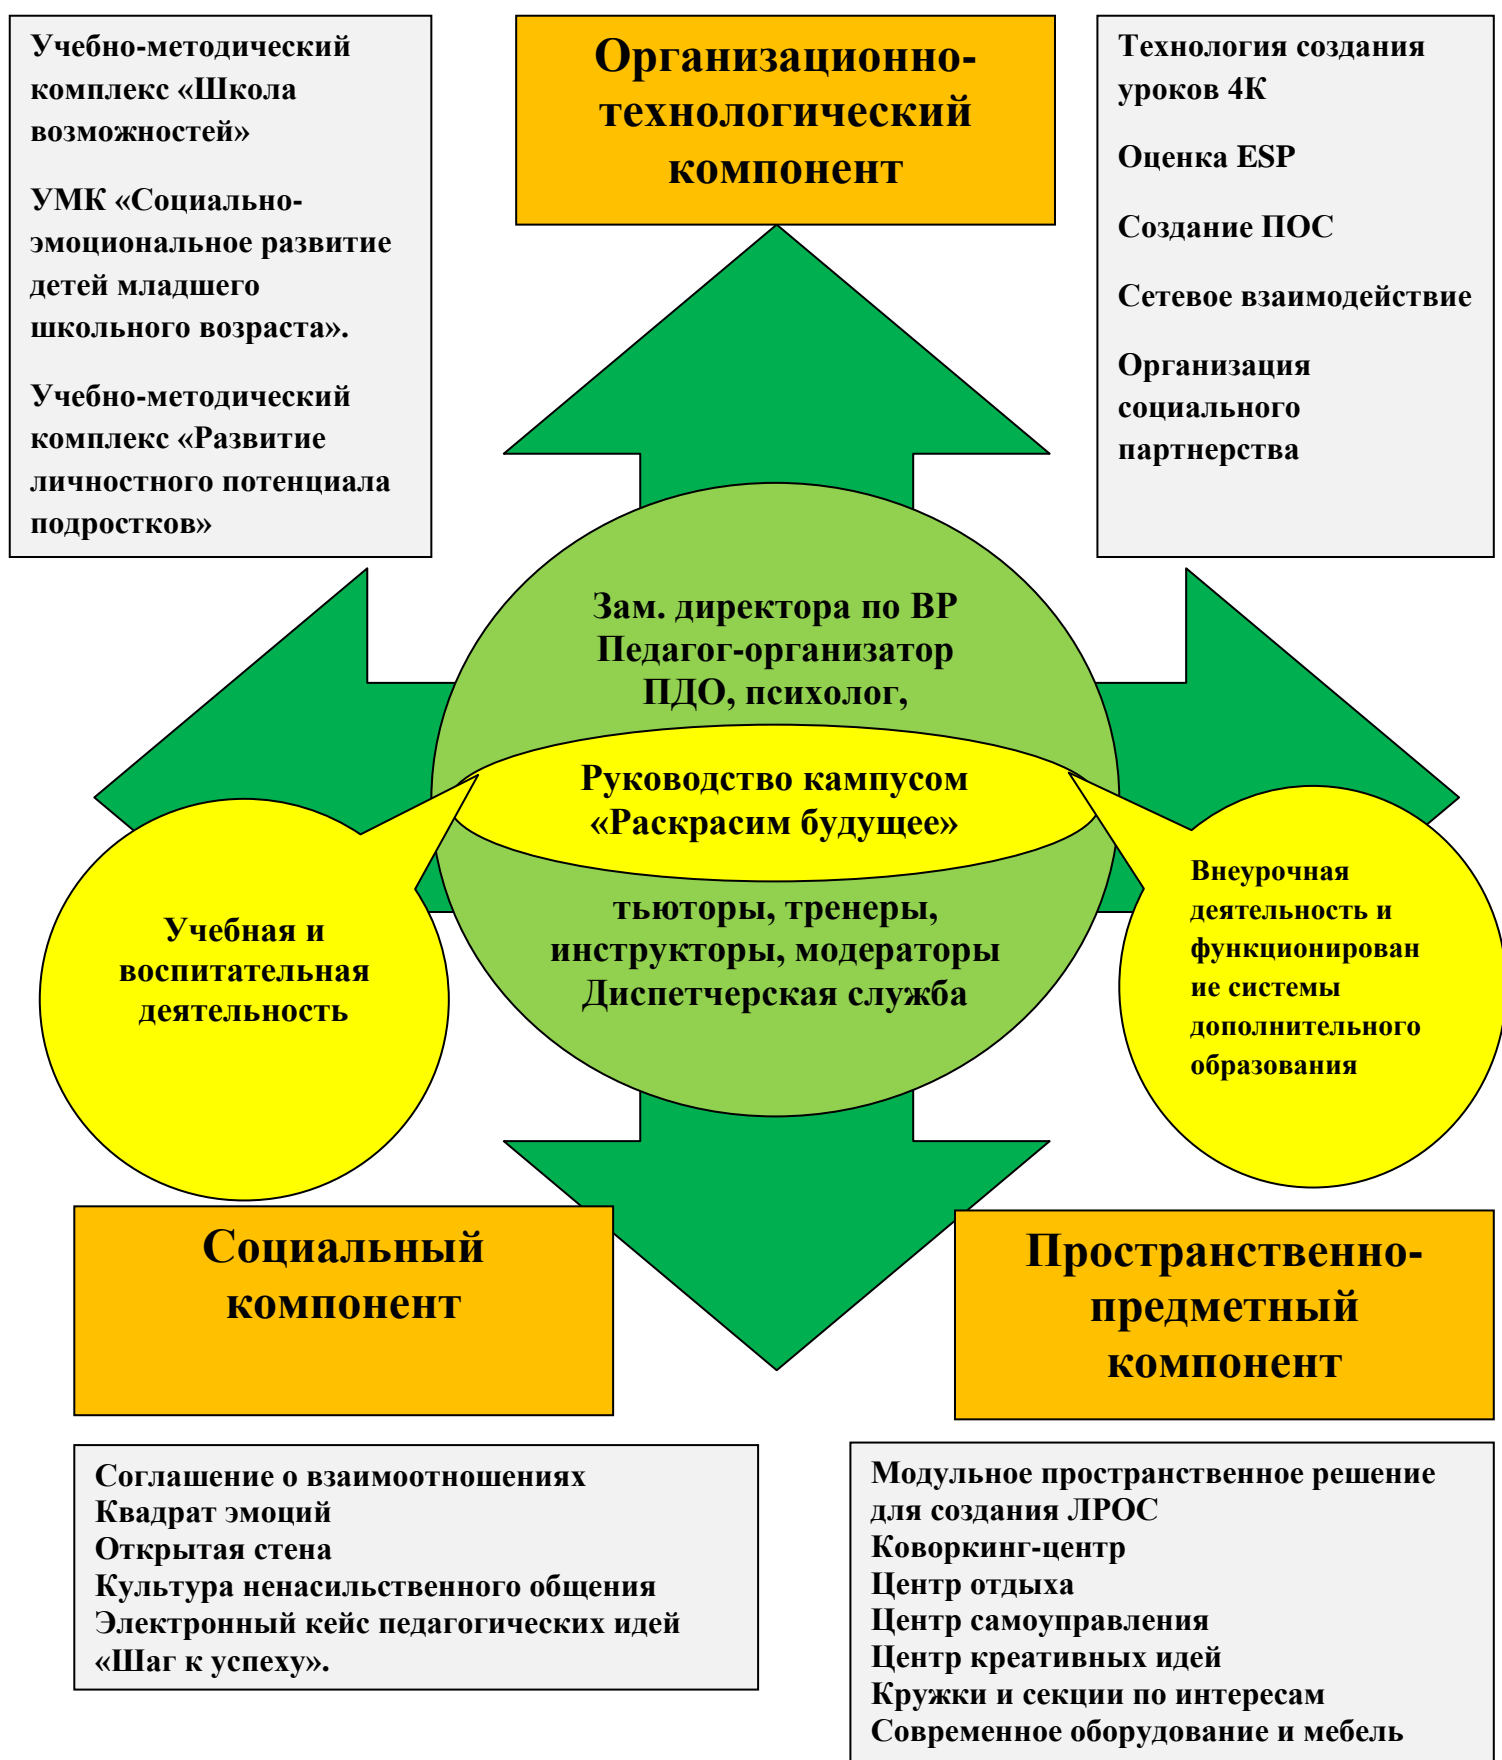 Учебно-методический
комплекс «Школа
возможностей»
УМК «Социально-
эмоциональное развитие
детей младшего
школьного возраста».
Учебно-методический
комплекс «Развитие
личностного потенциала
подростков»
Организационно-
технологический
компонент
Технология создания
уроков 4К
Оценка ESP
Создание ПОС
Сетевое взаимодействие
Организация
социального
партнерства
Зам. директора по ВР
Педагог-организатор
ПДО, психолог,
Руководство кампусом
«Раскрасим будущее»
тьюторы, тренеры,
инструкторы, модераторы
Диспетчерская служба
Учебная и
воспитательная
деятельность
Внеурочная
деятельность и
функционирован
ие системы
дополнительного
образования
Социальный
компонент
Пространственно-
предметный
компонент
Соглашение о взаимоотношениях
Квадрат эмоций
Открытая стена
Культура ненасильственного общения
Электронный кейс педагогических идей
«Шаг к успеху».
Модульное пространственное решение
для создания ЛРОС
Коворкинг-центр
Центр отдыха
Центр самоуправления
Центр креативных идей
Кружки и секции по интересам
Современное оборудование и мебель